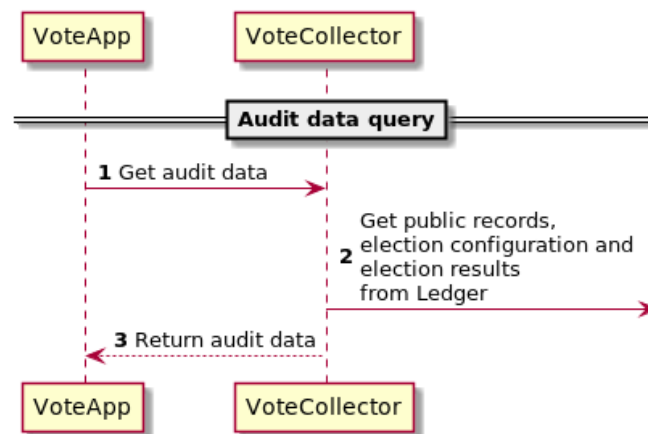 VoteApp VoteCollector
Audit data query
1 Get audit data
Get public records,
election configuration and
2
election results
from Ledger
3 Return audit data
VoteApp VoteCollector